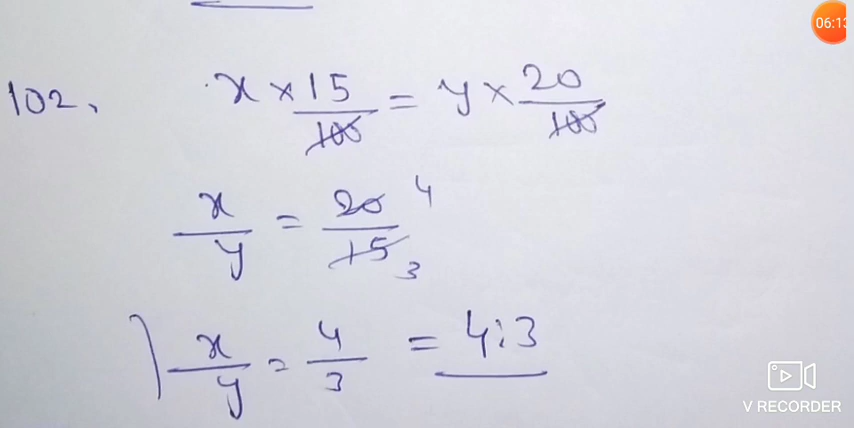 06:13
102. x × 15/100 = y × 20/100
x/y = 20/15 4 3
x/y = 4/3 = 4:3
V RECORDER